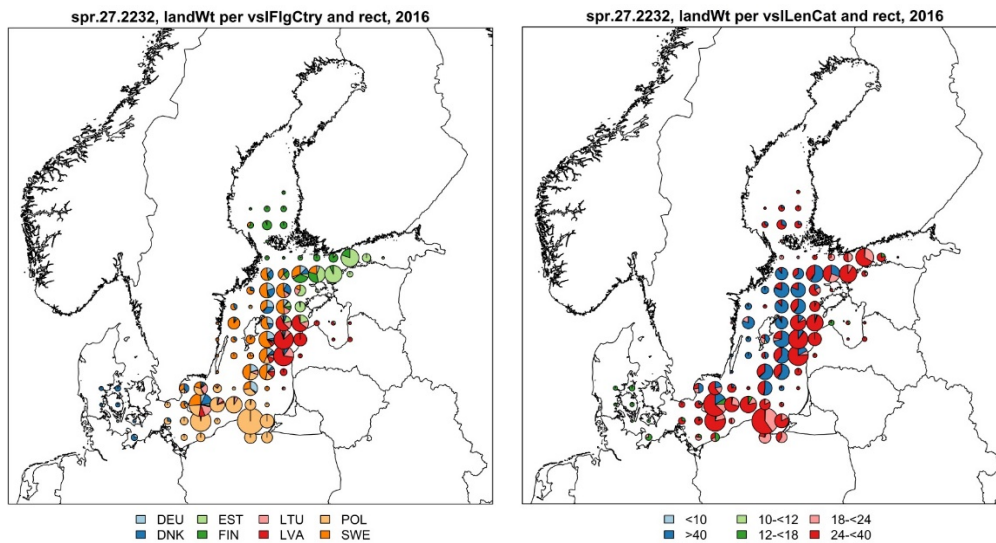 spr.27.2232, landWt per vslFlgCtry and rect, 2016
DEU EST LTU POL
DNK FIN LVA SWE
spr.27.2232, landWt per vslLenCat and rect, 2016
<10 10-<12 18-<24
>40 12-<18 24-<40